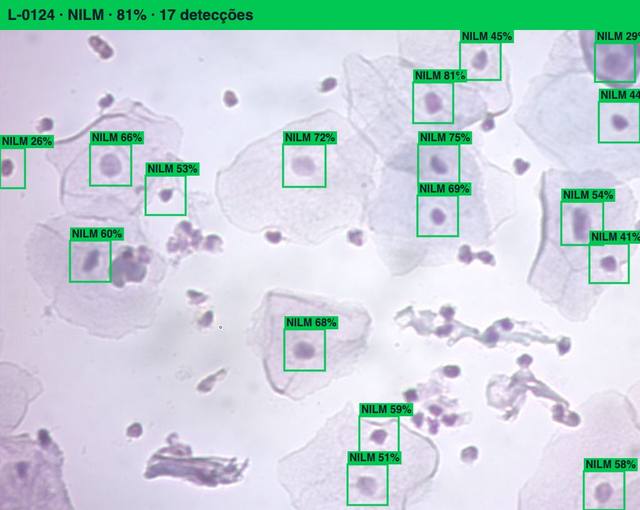 L-0124 · NILM · 81% · 17 detecções
NILM 45%
NILM 29%
NILM 81%
NILM 44
NILM 26%
NILM 66%
NILM 72%
NILM 75%
NILM 53%
NILM 69%
NILM 54%
NILM 60%
NILM 41%
NILM 68%
NILM 59%
NILM 51%
NILM 58%